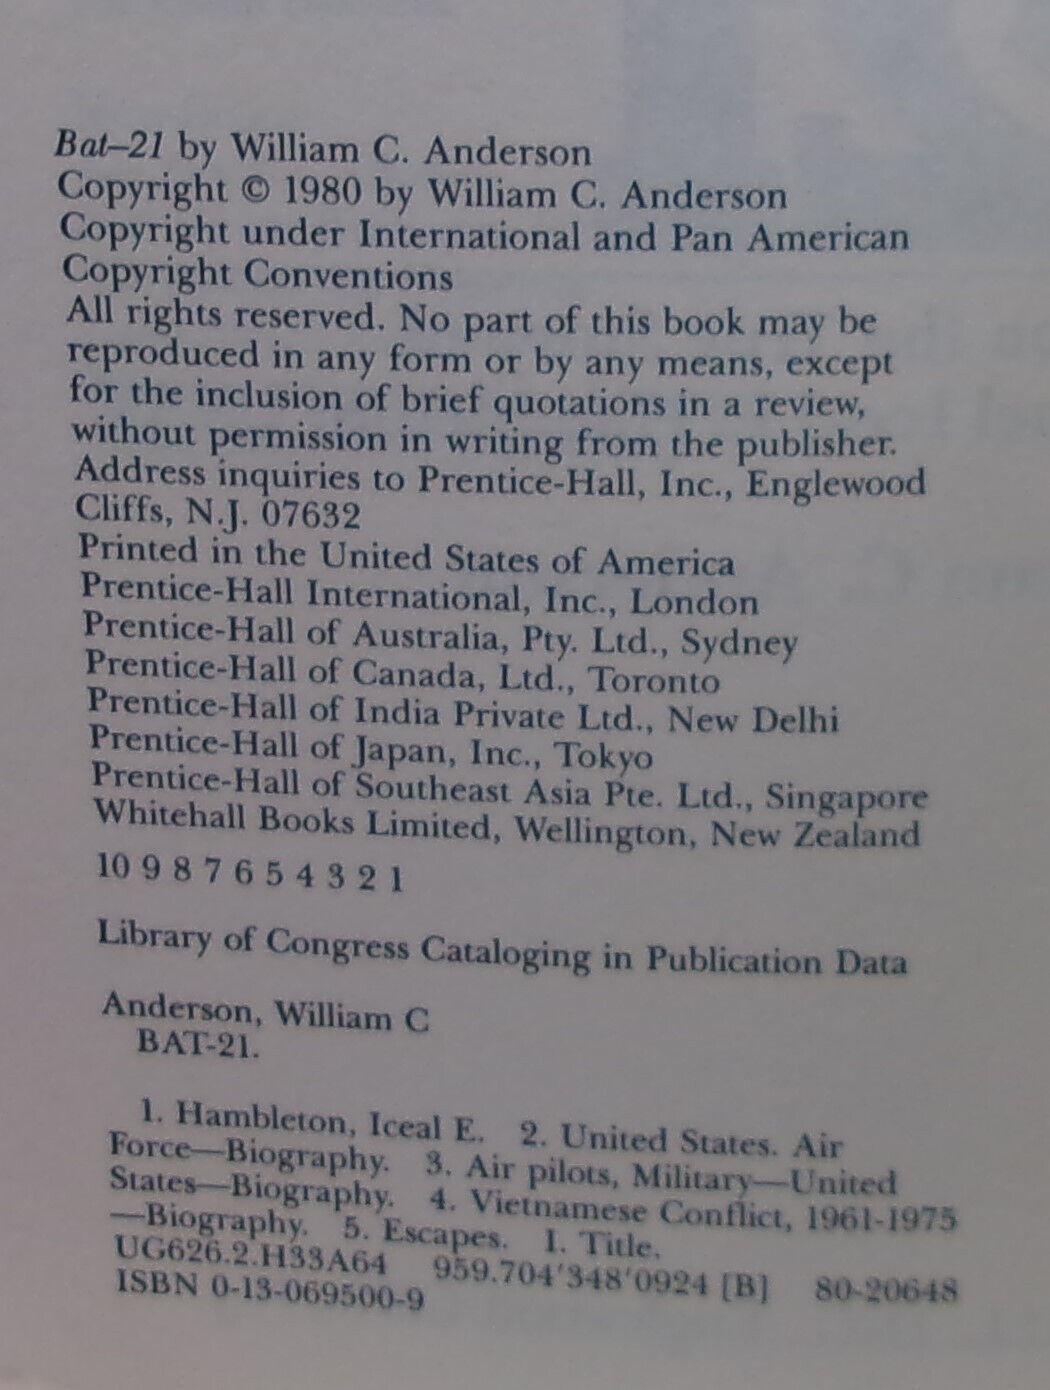 Bat–21 by William C. Anderson
Copyright © 1980 by William C. Anderson
Copyright under International and Pan American
Copyright Conventions
All rights reserved. No part of this book may be
reproduced in any form or by any means, except
for the inclusion of brief quotations in a review,
without permission in writing from the publisher.
Address inquiries to Prentice-Hall, Inc., Englewood
Cliffs, N.J. 07632
Printed in the United States of America
Prentice-Hall International, Inc., London
Prentice-Hall of Australia, Pty. Ltd., Sydney
Prentice-Hall of Canada, Ltd., Toronto
Prentice-Hall of India Private Ltd., New Delhi
Prentice-Hall of Japan, Inc., Tokyo
Prentice-Hall of Southeast Asia Pte. Ltd., Singapore
Whitehall Books Limited, Wellington, New Zealand
10 9 8 7 6 5 4 3 2 1
Library of Congress Cataloging in Publication Data
Anderson, William C
BAT-21.
1. Hambleton, Iceal E. 2. United States. Air
Force—Biography. 3. Air pilots, Military—United
States—Biography. 4. Vietnamese Conflict, 1961-1975
—Biography. 5. Escapes. I. Title.
UG626.2.H33A64 959.704'348'0924 [B] 80-20648
ISBN 0-13-069500-9